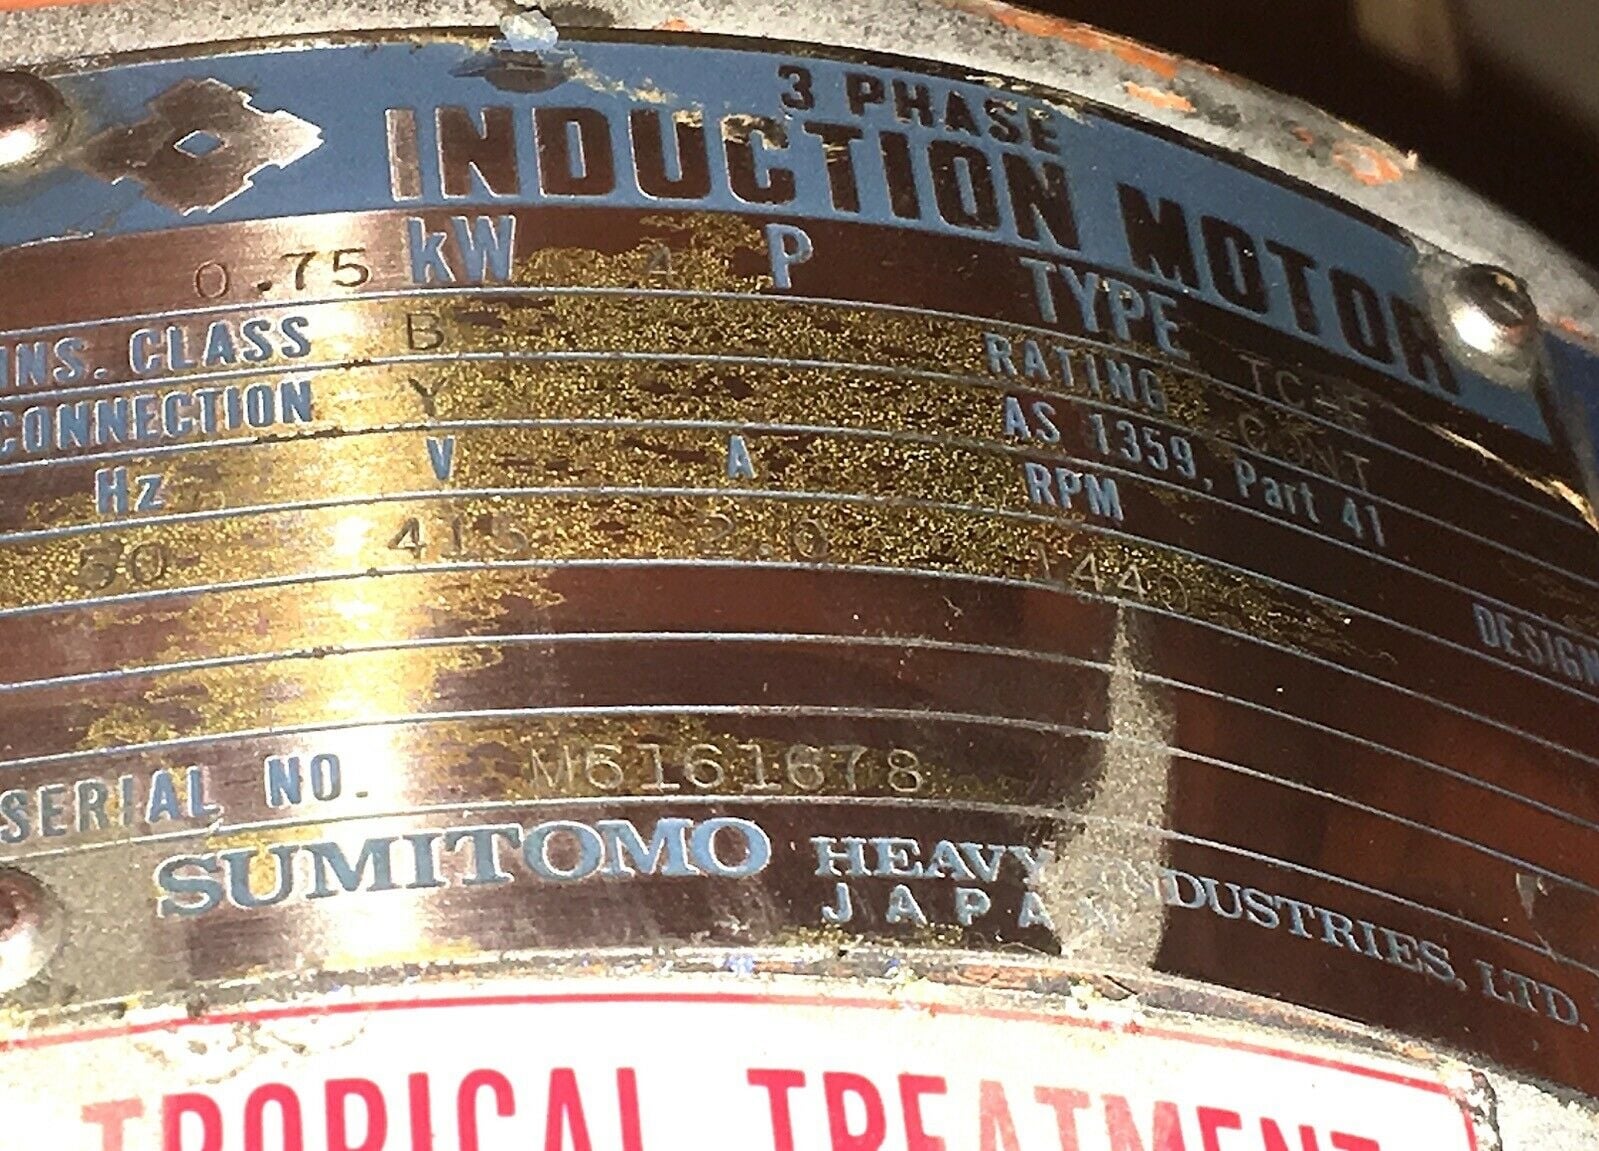 3 PHASE
INDUCTION MOTOR
0.75 kW 4 P TYPE TC-F
INS. CLASS B RATING CONT
CONNECTION Y AS 1359, Part 41
Hz V A RPM
50 415 2.0 1440
DESIGN
SERIAL NO. M6161678
SUMITOMO HEAVY INDUSTRIES, LTD.
JAPAN
TROPICAL TREATMENT